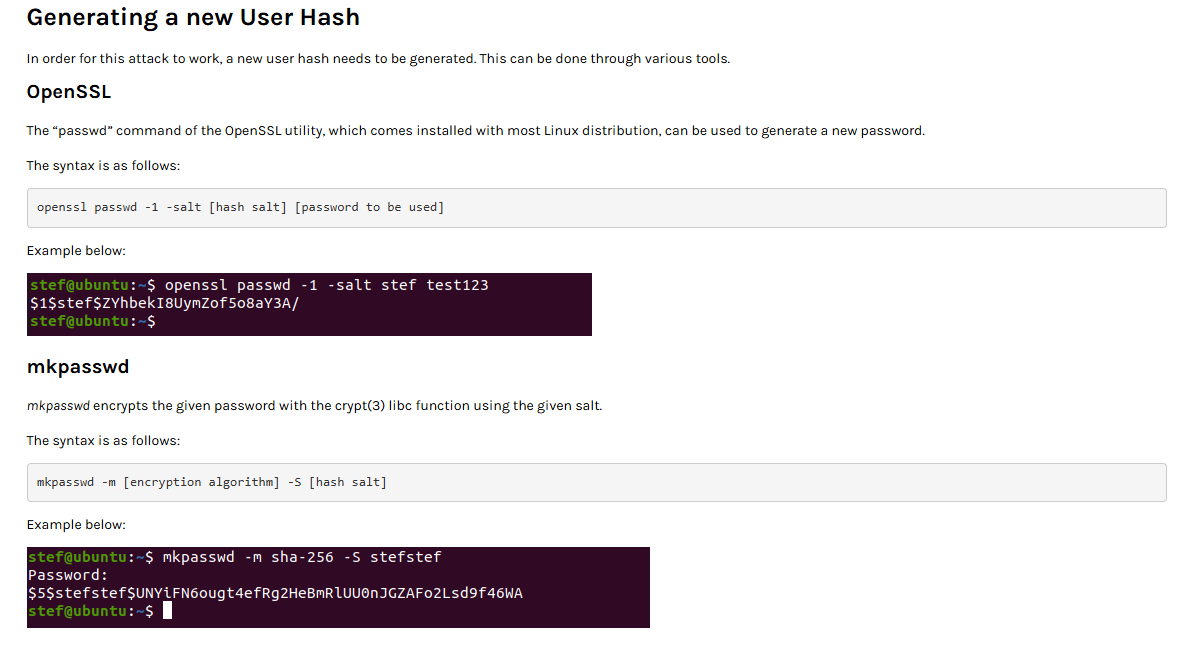 Generating a new User Hash
In order for this attack to work, a new user hash needs to be generated. This can be done through various tools.
OpenSSL
The “passwd” command of the OpenSSL utility, which comes installed with most Linux distribution, can be used to generate a new password.
The syntax is as follows:
openssl passwd -1 -salt [hash salt] [password to be used]
Example below:
stef@ubuntu:~$ openssl passwd -1 -salt stef test123
$1$stef$ZYhbekI8UymZof5o8aY3A/
stef@ubuntu:~$
mkpasswd
mkpasswd encrypts the given password with the crypt(3) libc function using the given salt.
The syntax is as follows:
mkpasswd -m [encryption algorithm] -S [hash salt]
Example below:
stef@ubuntu:~$ mkpasswd -m sha-256 -S stefstef
Password:
$5$stefstef$UNYiFN6ougt4efRg2HeBmRlUU0nJGZAFo2Lsd9f46WA
stef@ubuntu:~$